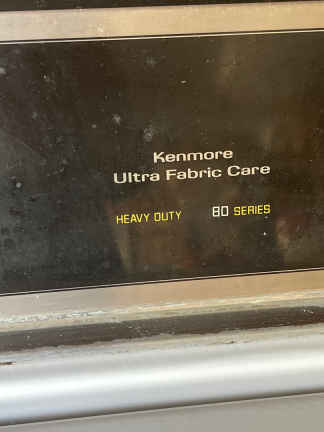 Kenmore
Ultra Fabric Care
HEAVY DUTY 80 SERIES